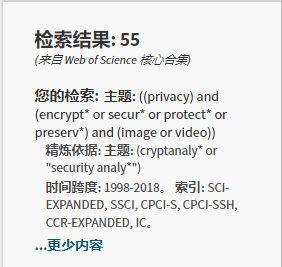 检索结果: 55
(来自 Web of Science 核心合集)
您的检索: 主题: ((privacy) and
(encrypt* or secur* or protect* or
preserv*) and (image or video))
精炼依据: 主题: (cryptanaly* or
"security analy*")
时间跨度: 1998-2018。 索引: SCI-
EXPANDED, SSCI, CPCI-S, CPCI-SSH,
CCR-EXPANDED, IC。
...更少内容